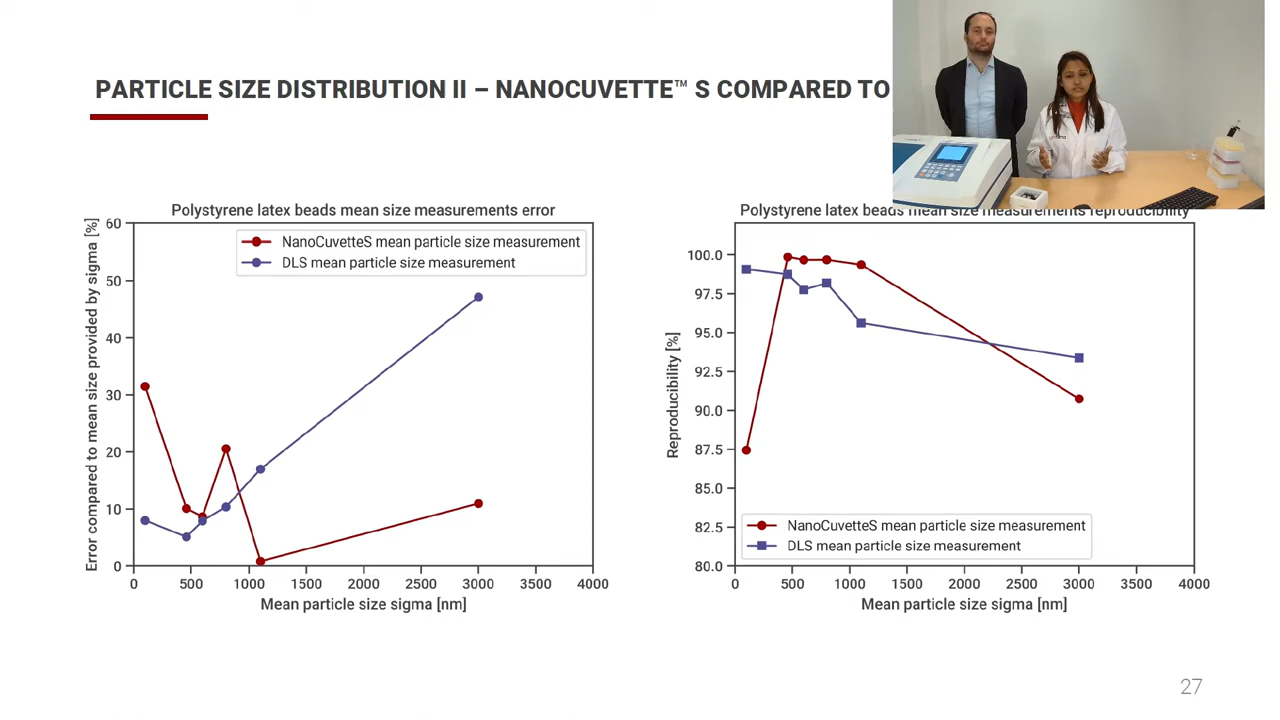 PARTICLE SIZE DISTRIBUTION II – NANOCUVETTE™ S COMPARED TO
Polystyrene latex beads mean size measurements error
Error compared to mean size provided by sigma [%]
60
50
40
30
20
10
0
NanoCuvetteS mean particle size measurement
DLS mean particle size measurement
0 500 1000 1500 2000 2500 3000 3500 4000
Mean particle size sigma [nm]
Polystyrene latex beads mean size measurements reproducibility
Reproducibility [%]
100.0
97.5
95.0
92.5
90.0
87.5
85.0
82.5
80.0
NanoCuvetteS mean particle size measurement
DLS mean particle size measurement
0 500 1000 1500 2000 2500 3000 3500 4000
Mean particle size sigma [nm]
27